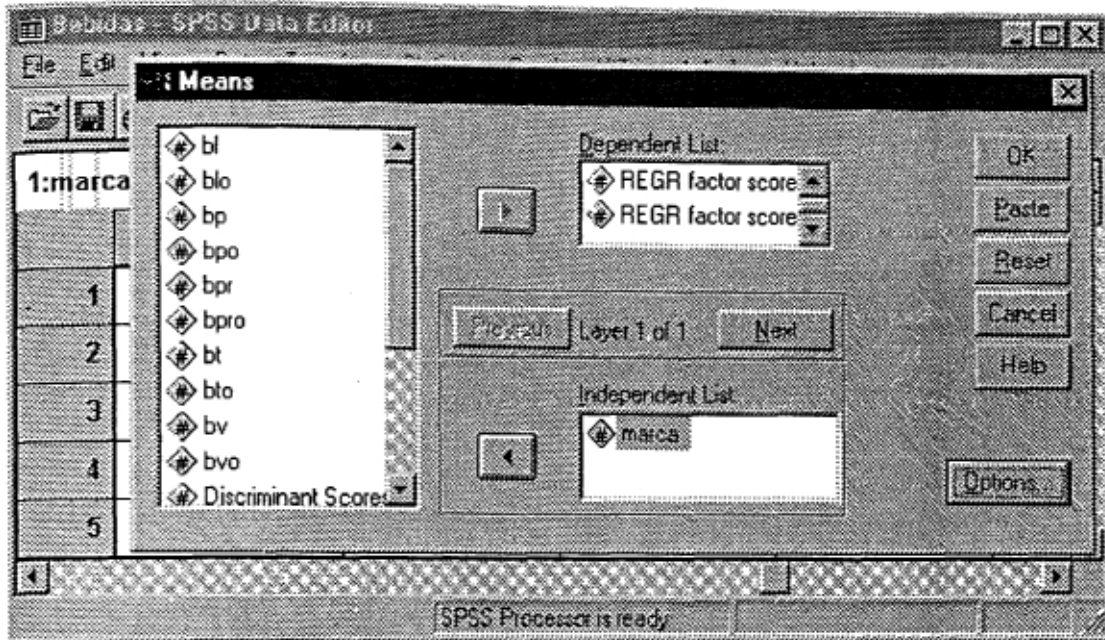 Bebidas - SPSS Data Editor
File Edit
Means
1:marca
1
2
3
4
5
bl
blo
bp
bpo
bpr
bpro
bt
bto
bv
bvo
Discriminant Scores
Dependent List:
REGR factor score
REGR factor score
Previous
Layer 1 of 1
Next
Independent List:
marca
OK
Paste
Reset
Cancel
Help
Options...
SPSS Processor is ready